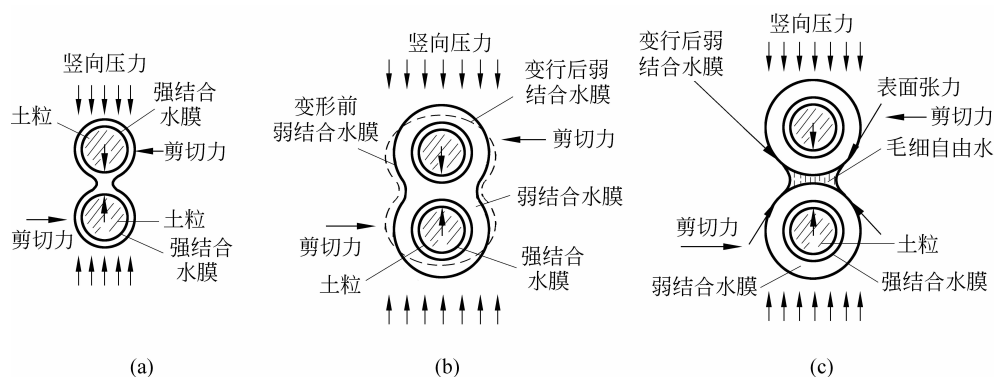 竖向压力
土粒
强结合
水膜
剪切力
剪切力
土粒
强结合
水膜
(a)
竖向压力
变形前
弱结合水膜
变行后弱
结合水膜
剪切力
弱结合水膜
剪切力
土粒
强结合
水膜
(b)
变行后弱
结合水膜
竖向压力
表面张力
剪切力
毛细自由水
剪切力
土粒
弱结合水膜
强结合水膜
(c)